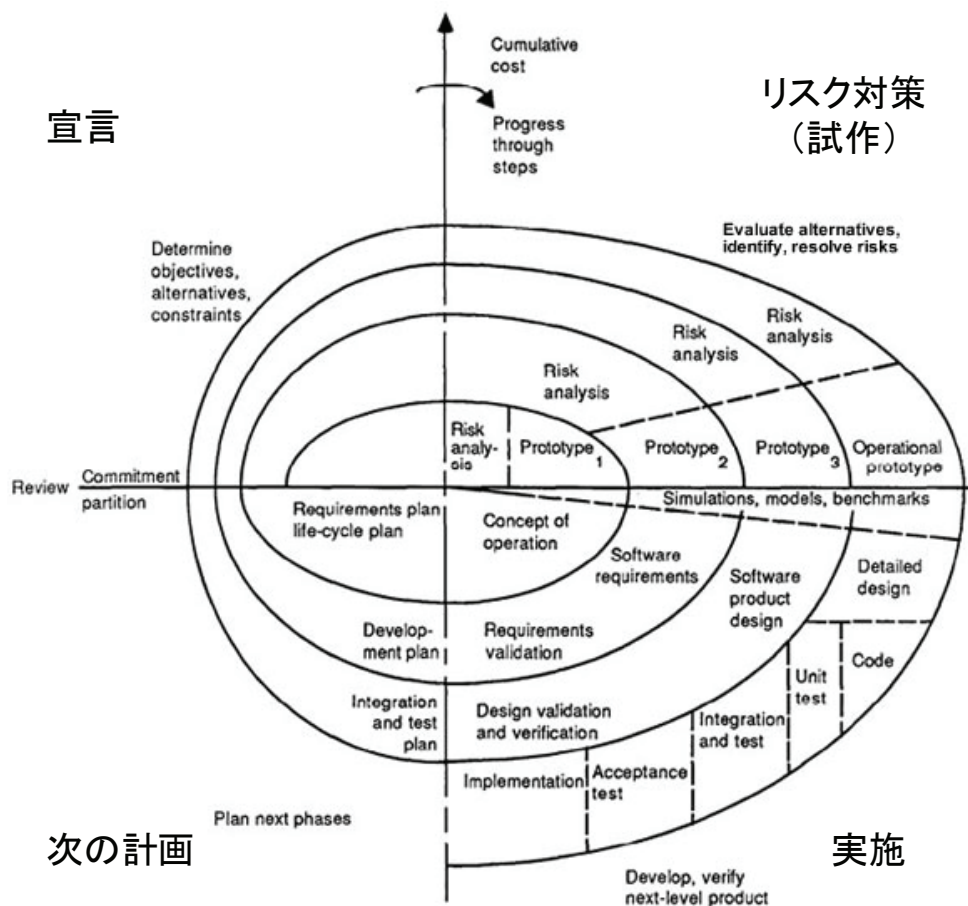 Cumulative
cost
Progress
through
steps
宣言
リスク対策
（試作）
Evaluate alternatives,
identify, resolve risks
Determine
objectives,
alternatives,
constraints
Risk
analysis
Risk
analysis
Risk
analysis
Risk
analy-
sis
Prototype 1
Prototype 2
Prototype 3
Operational
prototype
Review
Commitment
partition
Simulations, models, benchmarks
Requirements plan
life-cycle plan
Concept of
operation
Software
requirements
Software
product
design
Detailed
design
Develop-
ment plan
Requirements
validation
Code
Unit
test
Integration
and test
plan
Design validation
and verification
Integration
and test
Acceptance
test
Implementation
Plan next phases
次の計画
実施
Develop, verify
next-level product